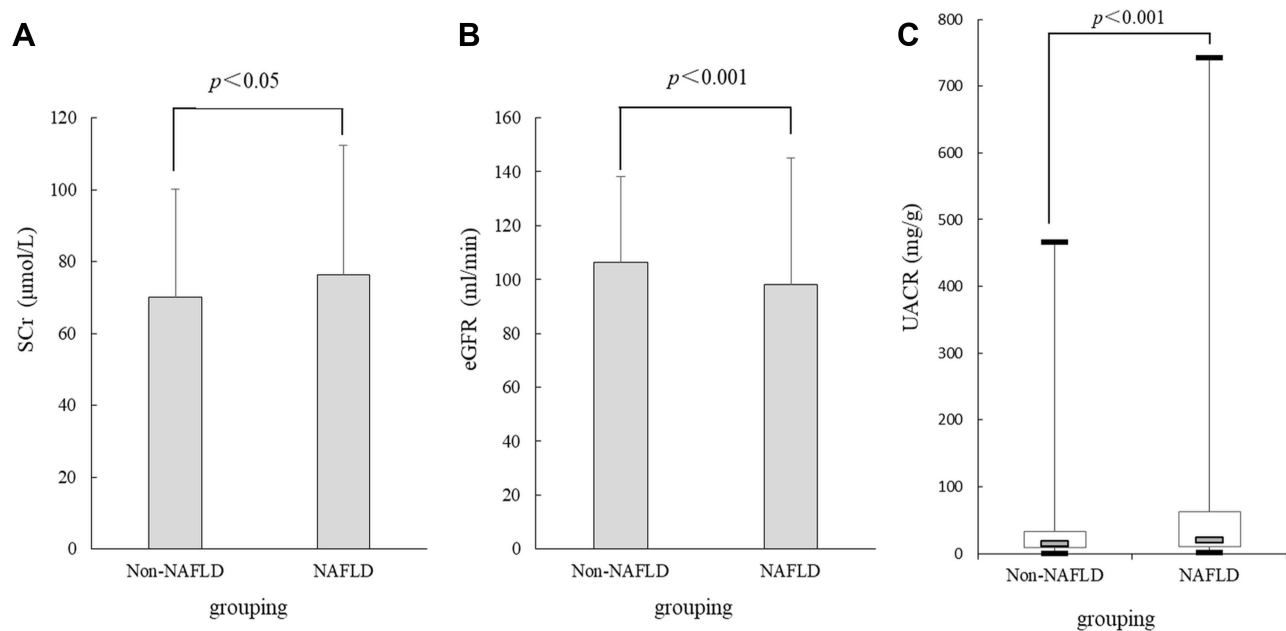 A
p<0.05
SCr (μmol/L)
120
100
80
60
40
20
0
Non-NAFLD NAFLD
grouping
B
p<0.001
eGFR (ml/min)
160
140
120
100
80
60
40
20
0
Non-NAFLD NAFLD
grouping
C
p<0.001
UACR (mg/g)
800
700
600
500
400
300
200
100
0
Non-NAFLD NAFLD
grouping